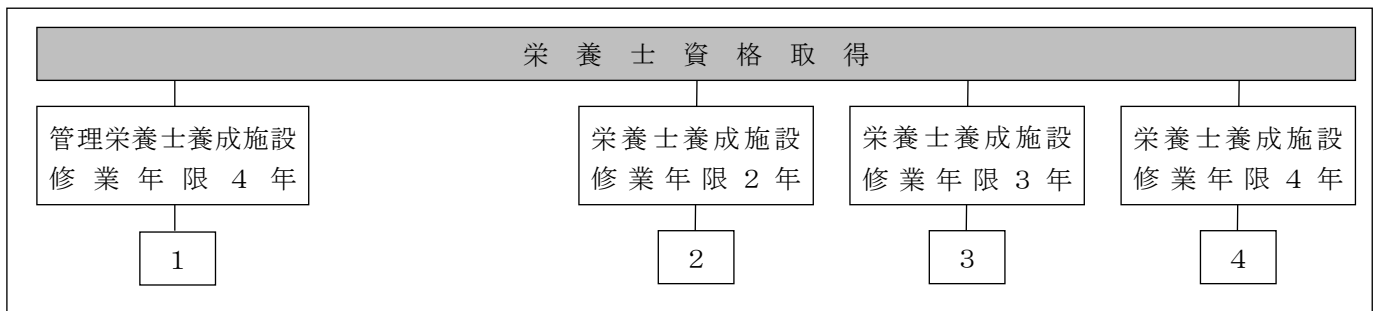 栄養士資格取得
管理栄養士養成施設
修業年限４年
栄養士養成施設
修業年限２年
栄養士養成施設
修業年限３年
栄養士養成施設
修業年限４年
１
２
３
４